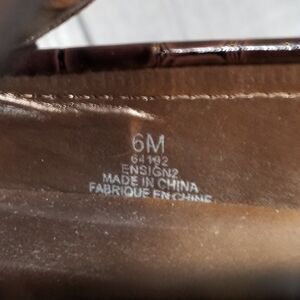 6M
64192
ENSIGN2
MADE IN CHINA
FABRIQUE EN CHINE